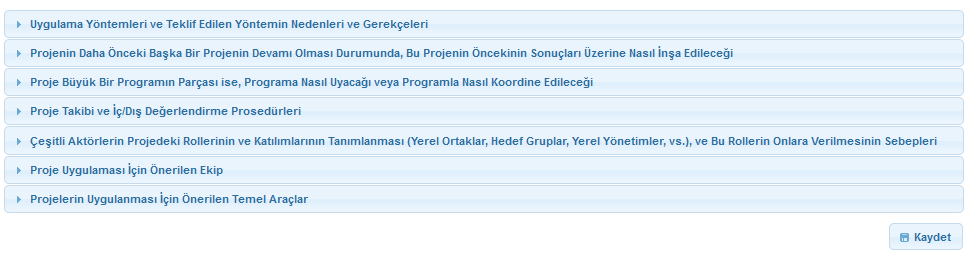 Uygulama Yöntemleri ve Teklif Edilen Yöntemin Nedenleri ve Gerekçeleri
Projenin Daha Önceki Başka Bir Projenin Devamı Olması Durumunda, Bu Projenin Öncekinin Sonuçları Üzerine Nasıl İnşa Edileceği
Proje Büyük Bir Programın Parçası ise, Programa Nasıl Uyacağı veya Programla Nasıl Koordine Edileceği
Proje Takibi ve İç/Dış Değerlendirme Prosedürleri
Çeşitli Aktörlerin Projedeki Rollerinin ve Katılımlarının Tanımlanması (Yerel Ortaklar, Hedef Gruplar, Yerel Yönetimler, vs.), ve Bu Rollerin Onlara Verilmesinin Sebepleri
Proje Uygulaması İçin Önerilen Ekip
Projelerin Uygulanması İçin Önerilen Temel Araçlar
Kaydet